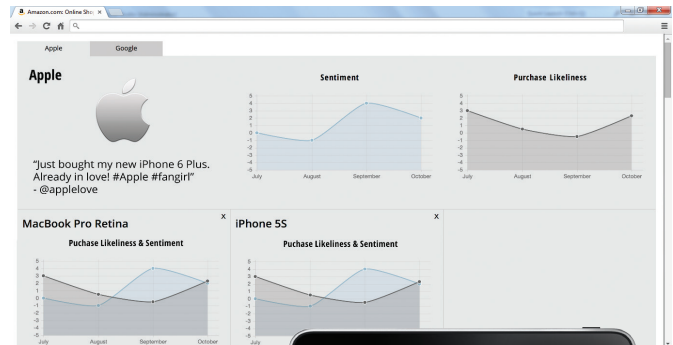 Amazon.com: Online Shop
Apple
Google
Apple
“Just bought my new iPhone 6 Plus.
Already in love! #Apple #fangirl”
- @applelove
Sentiment
5
4
3
2
1
0
-1
-2
-3
-4
-5
July August September October
Purchase Likeliness
5
4
3
2
1
0
-1
-2
-3
-4
-5
July August September October
MacBook Pro Retina
x
Puchase Likeliness & Sentiment
5
4
3
2
1
0
-1
-2
-3
-4
-5
July August September October
iPhone 5S
x
Puchase Likeliness & Sentiment
5
4
3
2
1
0
-1
-2
-3
-4
-5
July